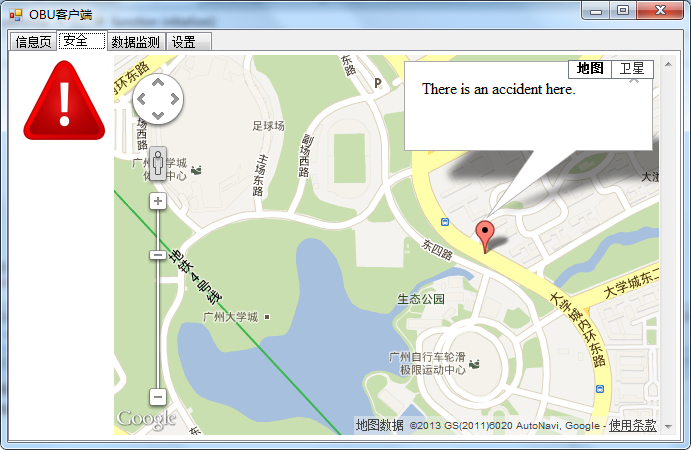 OBU客户端
信息页 安全 数据监测 设置
地图 卫星
There is an accident here.
内环东路
场西路
P
足球场
副场西路
主场东路
广州大学城
体
中心
地铁4号线
东四路
生态公园
大学城东二
大学城内环东路
广州大学城
广州自行车轮滑
极限运动中心
Google
地图数据 ©2013 GS(2011)6020 AutoNavi, Google - 使用条款